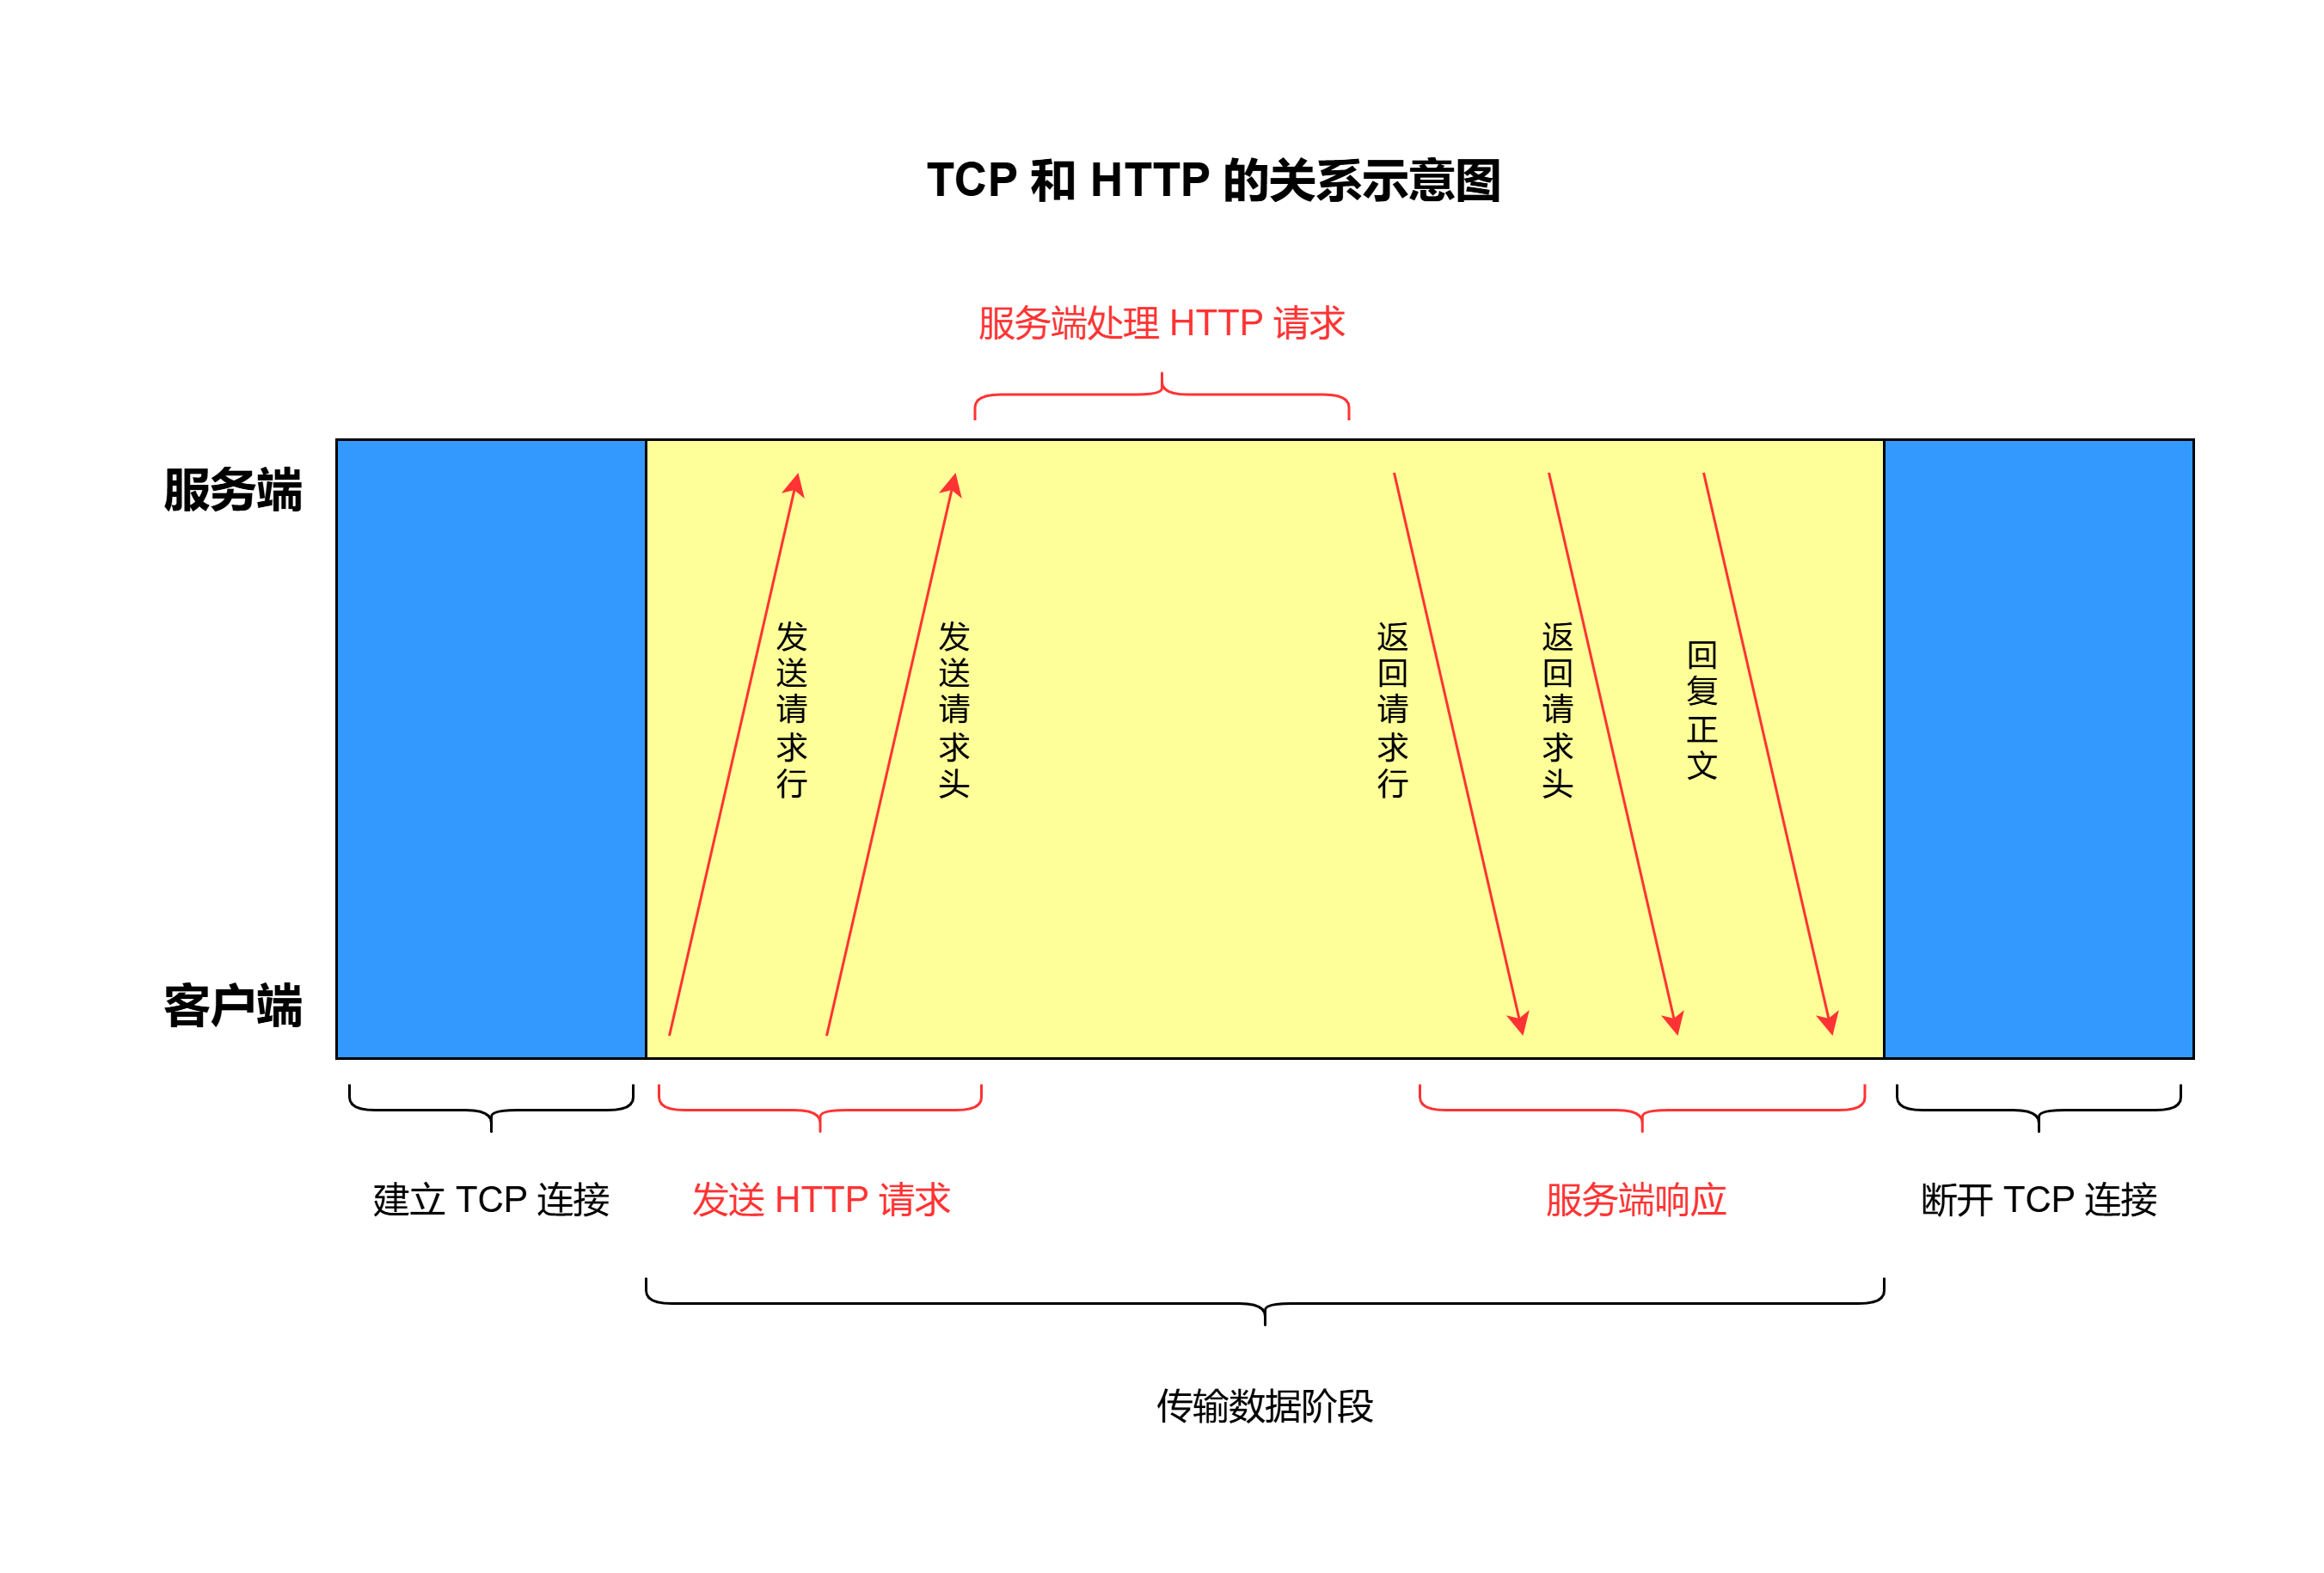 TCP 和 HTTP 的关系示意图
服务端处理 HTTP 请求
服务端
发送请求行
发送请求头
返回请求行
返回请求头
回复正文
客户端
建立 TCP 连接
发送 HTTP 请求
服务端响应
断开 TCP 连接
传输数据阶段